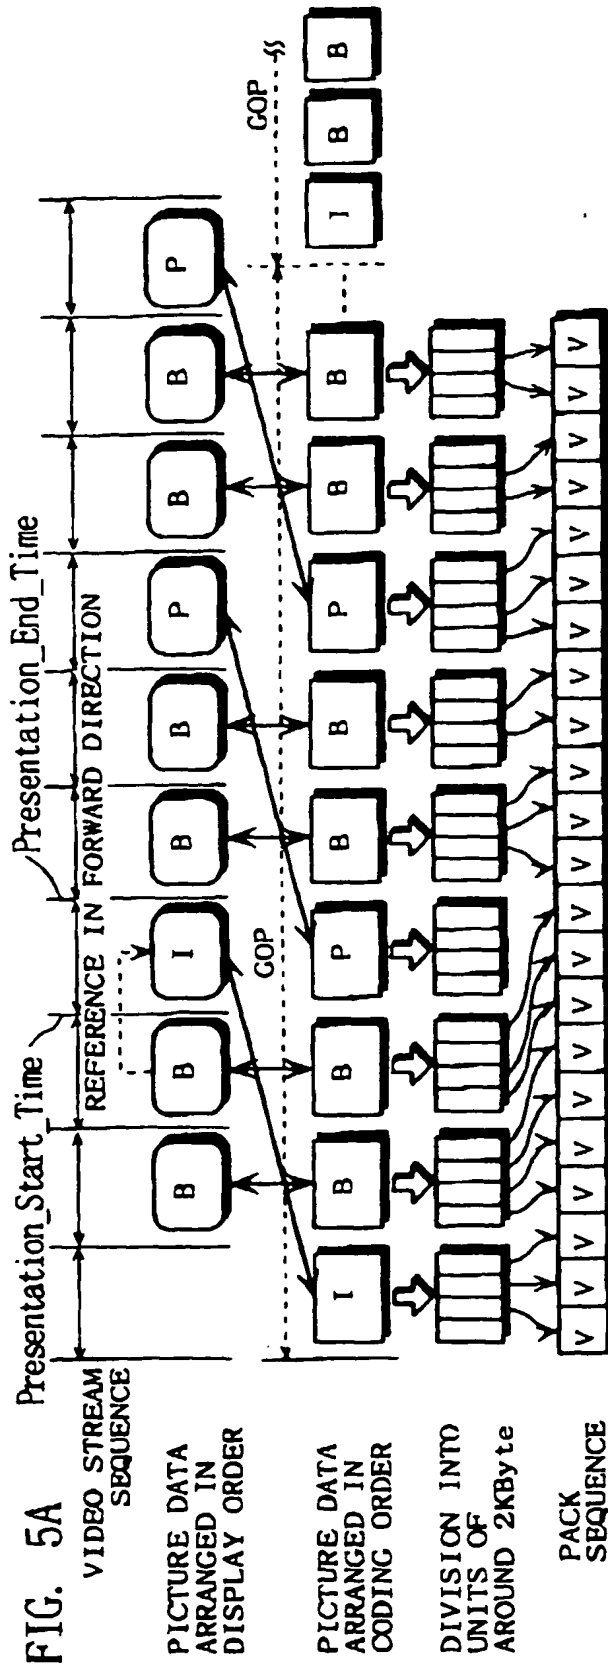 FIG. 5A
Presentation_Start_Time
Presentation_End_Time
VIDEO STREAM
SEQUENCE
REFERENCE IN FORWARD DIRECTION
PICTURE DATA
ARRANGED IN
DISPLAY ORDER
B B I B B P B B P
GOP
GOP
PICTURE DATA
ARRANGED IN
CODING ORDER
I B B P B B P B B I B B
DIVISION INTO
UNITS OF
AROUND 2KByte
PACK
SEQUENCE
V V V V V V V V V V V V V V V V V V V V V V